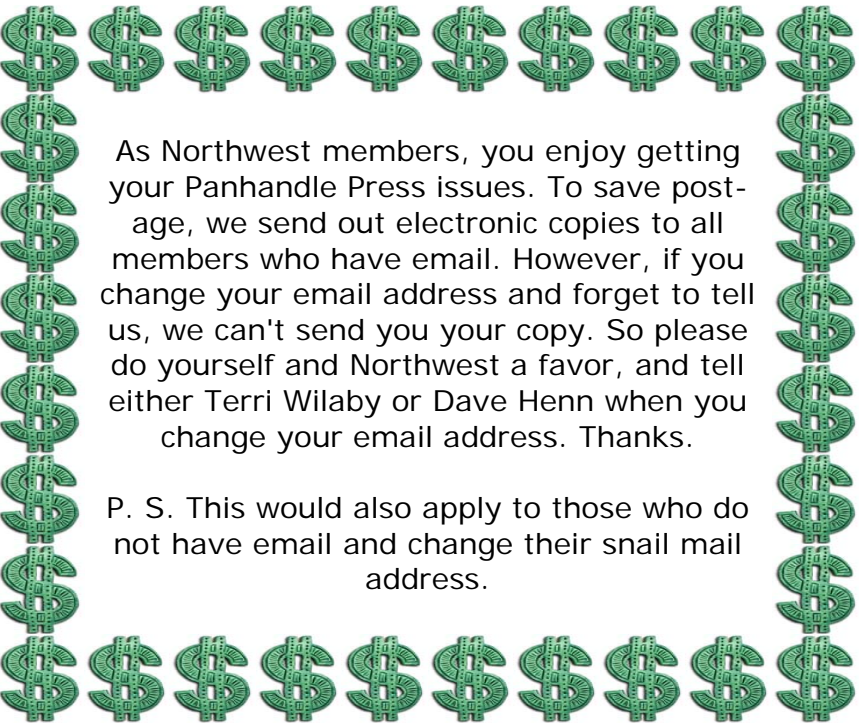 As Northwest members, you enjoy getting
your Panhandle Press issues. To save post-
age, we send out electronic copies to all
members who have email. However, if you
change your email address and forget to tell
us, we can't send you your copy. So please
do yourself and Northwest a favor, and tell
either Terri Wilaby or Dave Henn when you
change your email address. Thanks.
P. S. This would also apply to those who do
not have email and change their snail mail
address.